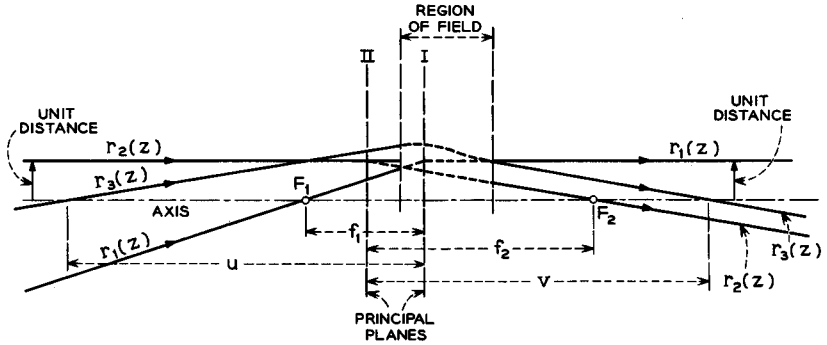 REGION
OF FIELD
II
I
UNIT
DISTANCE
UNIT
DISTANCE
r₂(z)
r₁(z)
r₃(z)
F₁
AXIS
F₂
r₁(z)
f₁
f₂
r₃(z)
u
v
r₂(z)
PRINCIPAL
PLANES